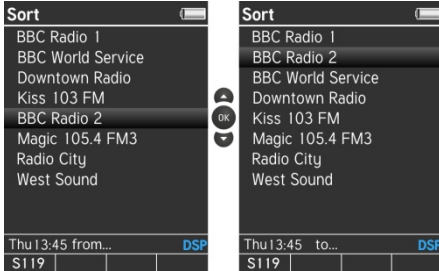 Sort
BBC Radio 1
BBC World Service
Downtown Radio
Kiss 103 FM
BBC Radio 2
Magic 105.4 FM3
Radio City
West Sound
Thu 13:45 from... DSP
S119
OK
Sort
BBC Radio 1
BBC Radio 2
BBC World Service
Downtown Radio
Kiss 103 FM
Magic 105.4 FM3
Radio City
West Sound
Thu 13:45 to... DSP
S119